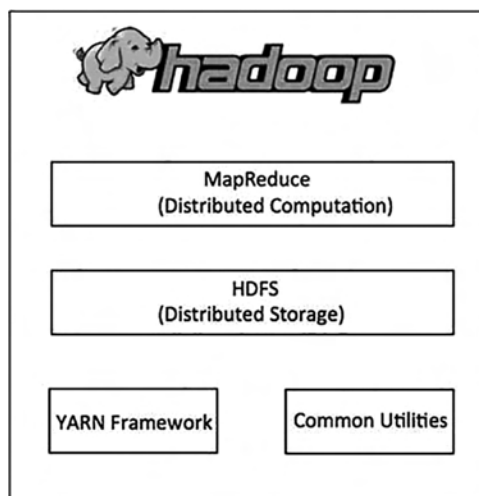 hadoop
MapReduce
(Distributed Computation)
HDFS
(Distributed Storage)
YARN Framework
Common Utilities